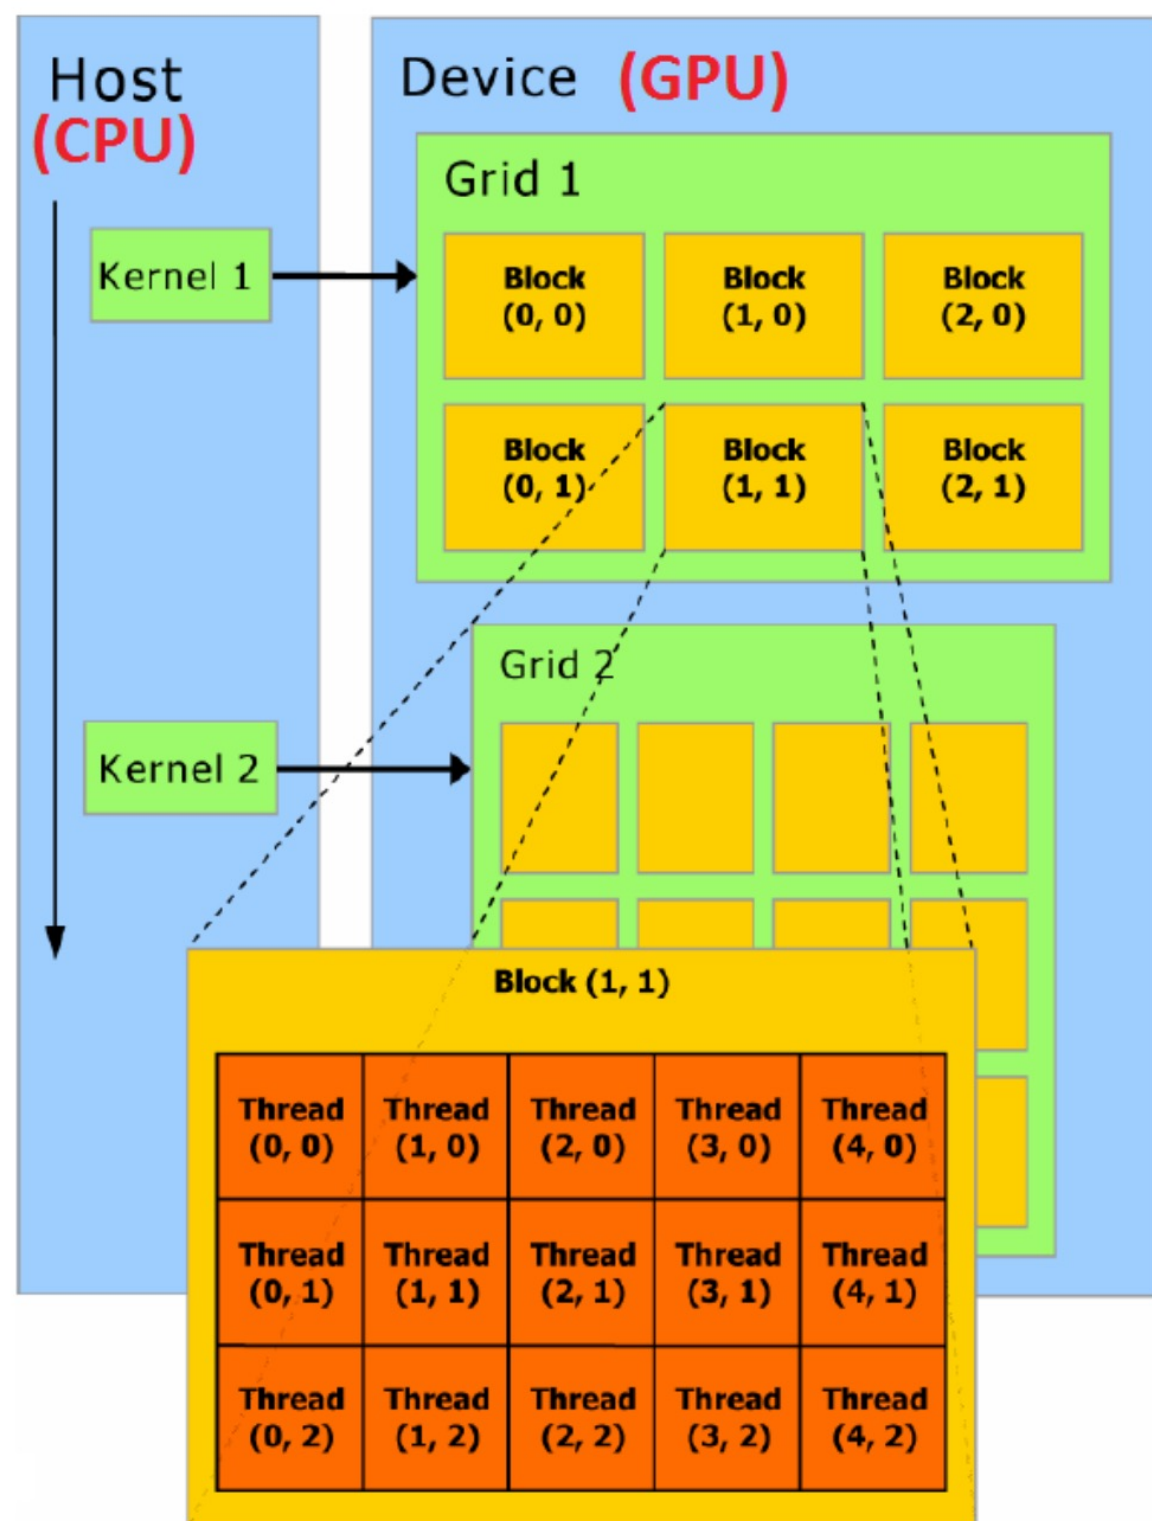 Host
(CPU)
Device (GPU)
Grid 1
Kernel 1
Block
(0, 0)
Block
(1, 0)
Block
(2, 0)
Block
(0, 1)
Block
(1, 1)
Block
(2, 1)
Grid 2
Kernel 2
Block (1, 1)
Thread
(0, 0)
Thread
(1, 0)
Thread
(2, 0)
Thread
(3, 0)
Thread
(4, 0)
Thread
(0, 1)
Thread
(1, 1)
Thread
(2, 1)
Thread
(3, 1)
Thread
(4, 1)
Thread
(0, 2)
Thread
(1, 2)
Thread
(2, 2)
Thread
(3, 2)
Thread
(4, 2)